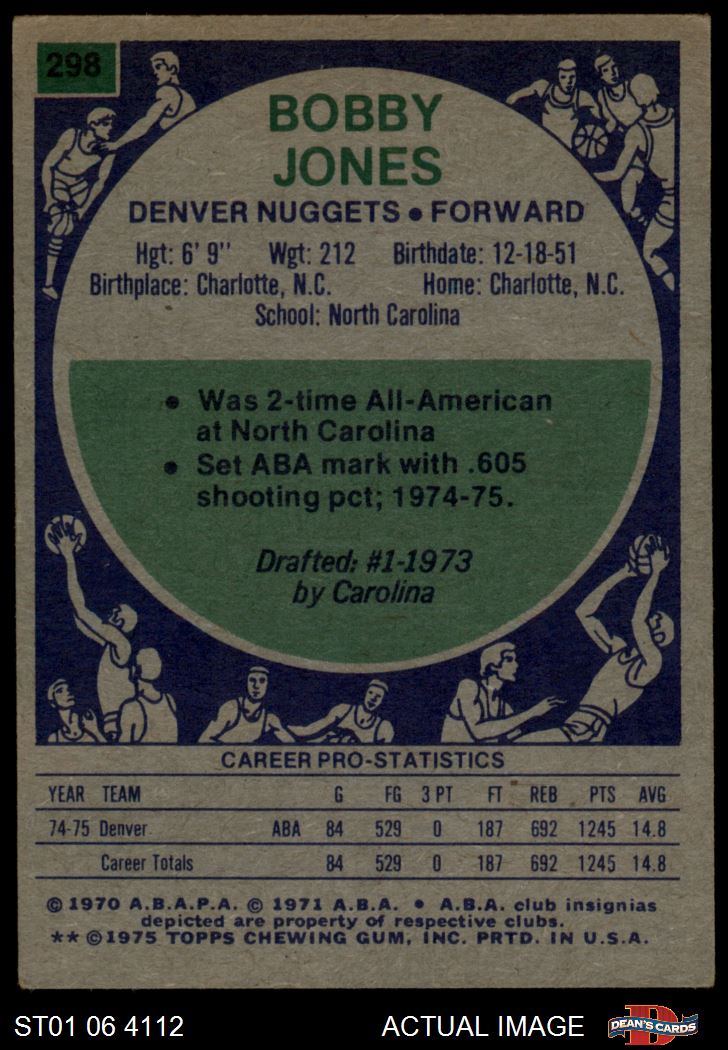 298
BOBBY
JONES
DENVER NUGGETS • FORWARD
Hgt: 6' 9" Wgt: 212 Birthdate: 12-18-51
Birthplace: Charlotte, N.C. Home: Charlotte, N.C.
School: North Carolina
• Was 2-time All-American
at North Carolina
• Set ABA mark with .605
shooting pct; 1974-75.
Drafted: #1-1973
by Carolina
CAREER PRO-STATISTICS
YEAR TEAM G FG 3 PT FT REB PTS AVG
74-75 Denver ABA 84 529 0 187 692 1245 14.8
Career Totals 84 529 0 187 692 1245 14.8
© 1970 A.B.A.P.A. © 1971 A.B.A. • A.B.A. club insignias
depicted are property of respective clubs.
** © 1975 TOPPS CHEWING GUM, INC. PRTD. IN U.S.A.
ST01 06 4112 ACTUAL IMAGE D DEAN'S CARDS